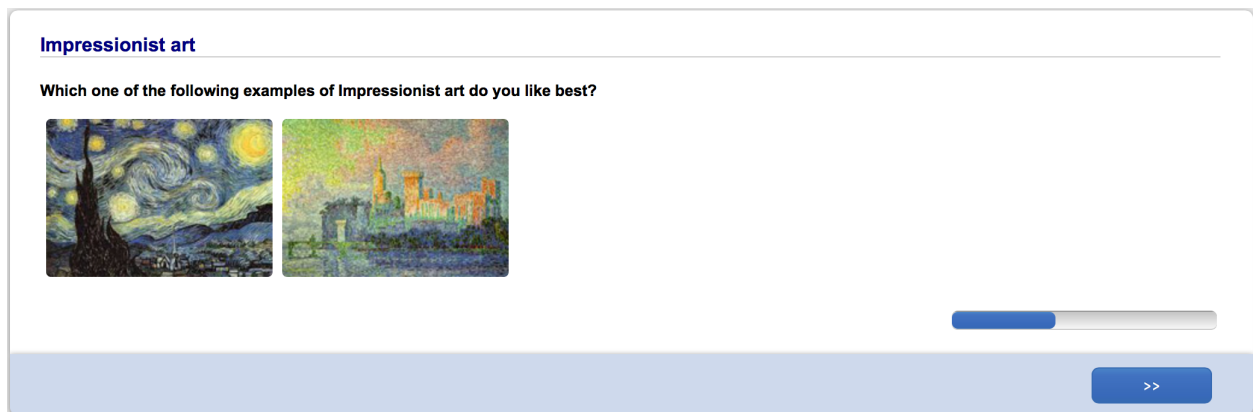 Impressionist art
Which one of the following examples of Impressionist art do you like best?
>>